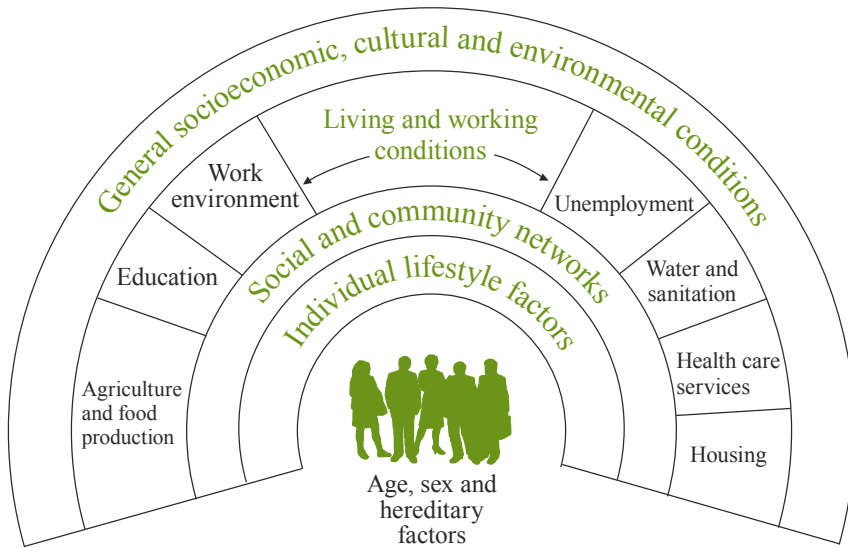 General socioeconomic, cultural and environmental conditions
Living and working
conditions
Work
environment
Unemployment
Education
Water and
sanitation
Agriculture
and food
production
Health care
services
Housing
Social and community networks
Individual lifestyle factors
Age, sex and
hereditary
factors